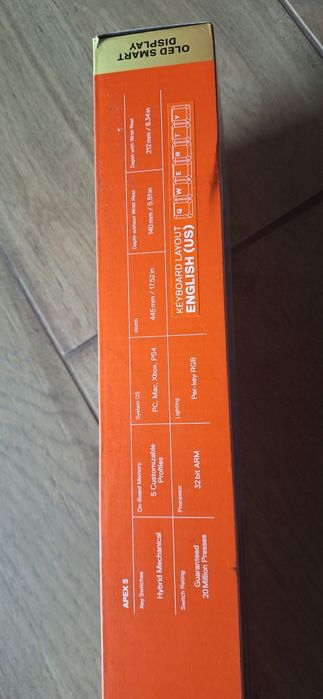 OLED SMART
DISPLAY
APEX 5
Key Switches
Hybrid Mechanical
On-Board Memory
5 Customizable
Profiles
System OS
PC, Mac, Xbox, PS4
Width
445 mm / 17.52 in
Depth without Wrist Rest
140 mm / 5.51 in
Depth with Wrist Rest
212 mm / 8.34 in
Switch Rating
Guaranteed
20 Million Presses
Processor
32 bit ARM
Lighting
Per-key RGB
KEYBOARD LAYOUT
ENGLISH (US)
Q W E R T Y